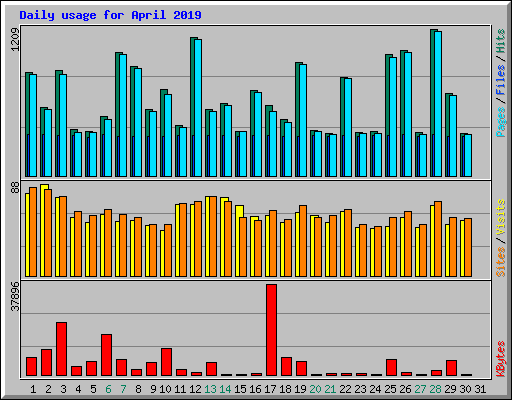 Daily usage for April 2019
1209
Pages / Files / Hits
88
Sites / Visits
37896
KBytes
1 2 3 4 5 6 7 8 9 10 11 12 13 14 15 16 17 18 19 20 21 22 23 24 25 26 27 28 29 30 31